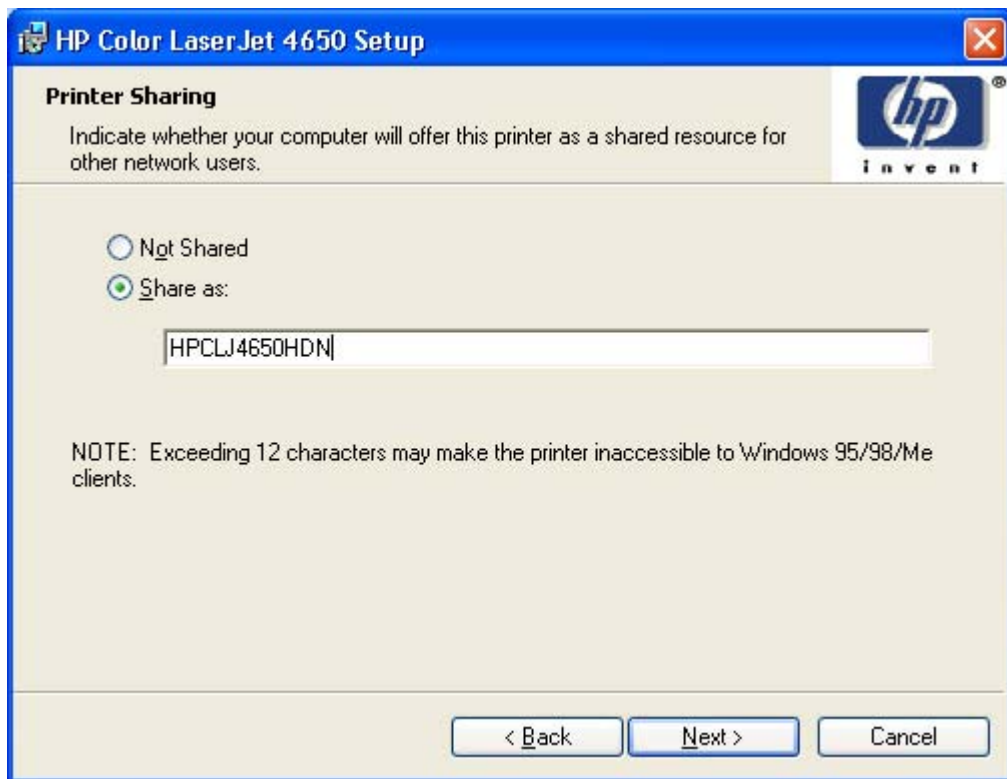 HP Color LaserJet 4650 Setup
Printer Sharing
Indicate whether your computer will offer this printer as a shared resource for
other network users.
hp
®
invent
Not Shared
Share as:
HPCLJ4650HDN
NOTE:  Exceeding 12 characters may make the printer inaccessible to Windows 95/98/Me
clients.
< Back
Next >
Cancel